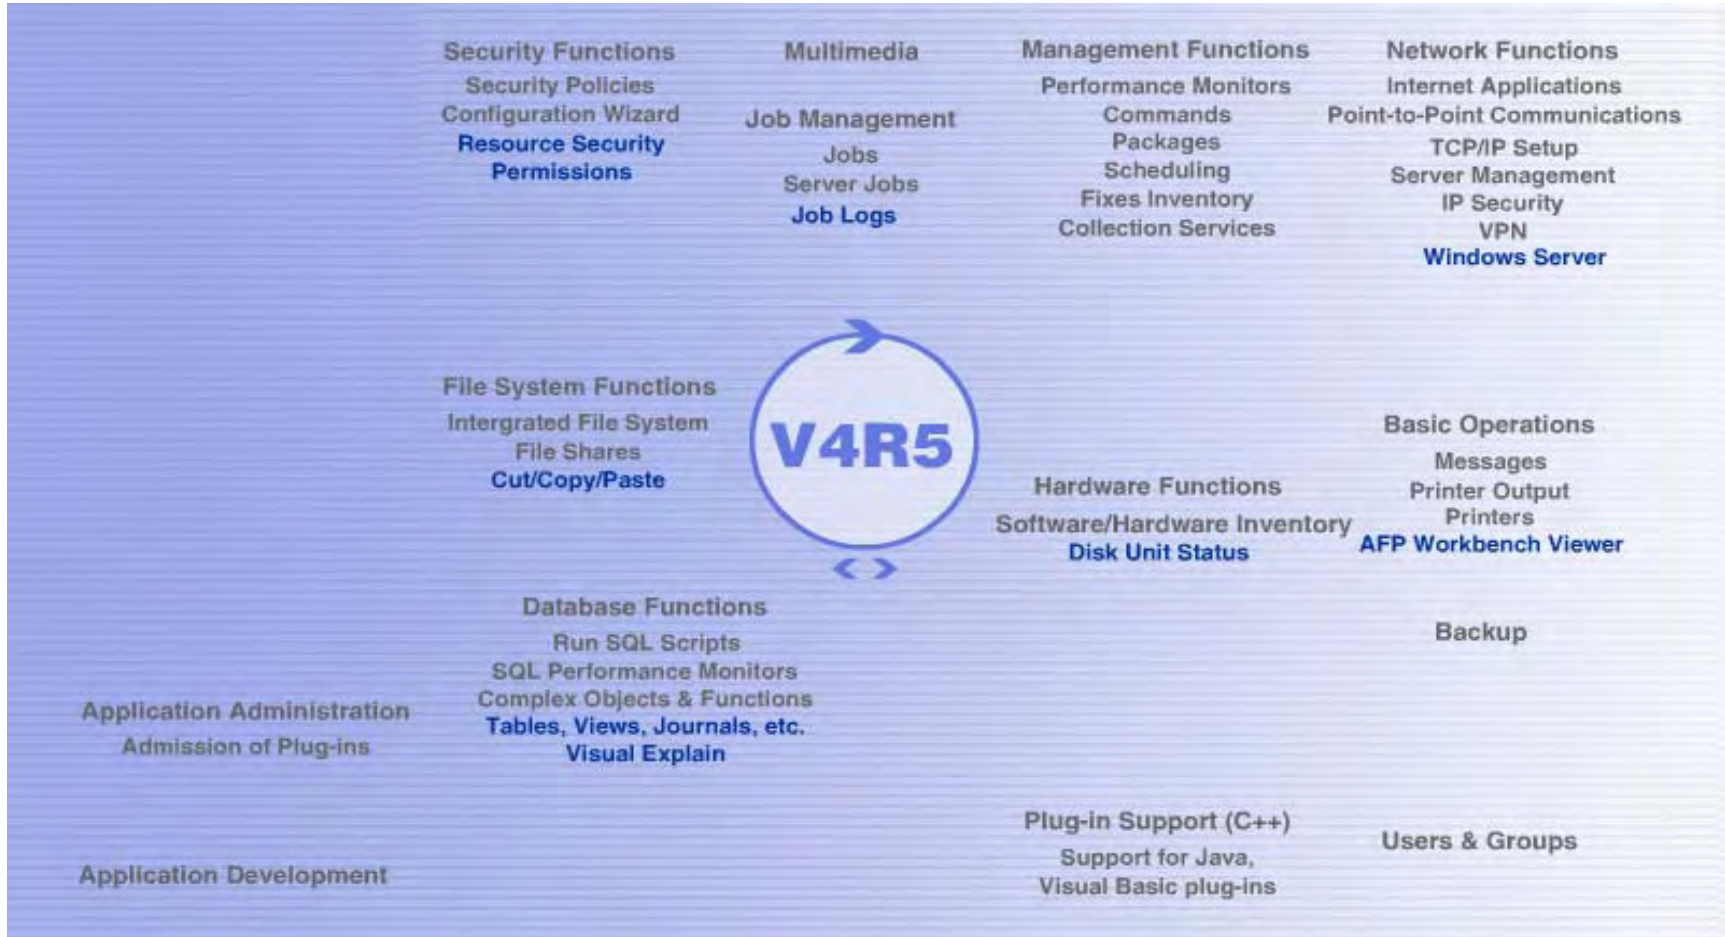 Security Functions
Security Policies
Configuration Wizard
Resource Security
Permissions
Multimedia
Job Management
Jobs
Server Jobs
Job Logs
Management Functions
Performance Monitors
Commands
Packages
Scheduling
Fixes Inventory
Collection Services
Network Functions
Internet Applications
Point-to-Point Communications
TCP/IP Setup
Server Management
IP Security
VPN
Windows Server
File System Functions
Intergrated File System
File Shares
Cut/Copy/Paste
V4R5
Hardware Functions
Software/Hardware Inventory
Disk Unit Status
Basic Operations
Messages
Printer Output
Printers
AFP Workbench Viewer
Database Functions
Run SQL Scripts
SQL Performance Monitors
Complex Objects & Functions
Tables, Views, Journals, etc.
Visual Explain
Backup
Application Administration
Admission of Plug-ins
Application Development
Plug-in Support (C++)
Support for Java,
Visual Basic plug-ins
Users & Groups